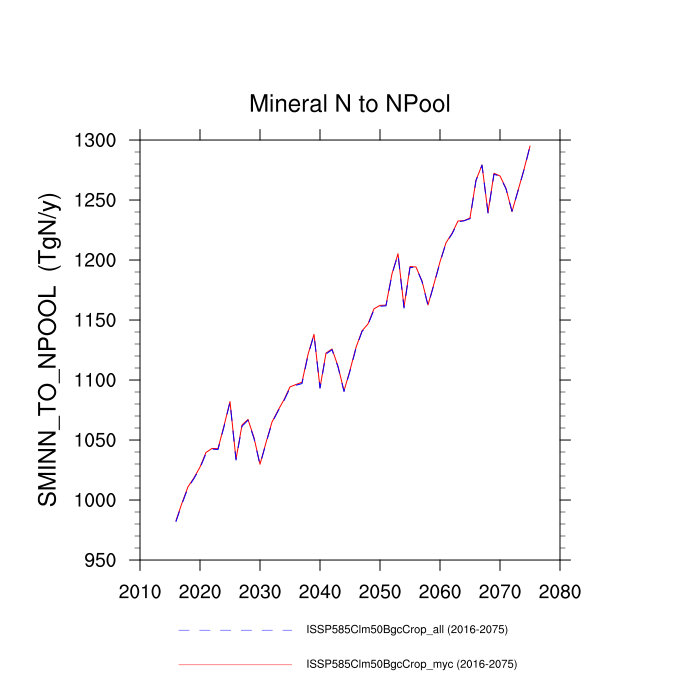 Mineral N to NPool
SMINN_TO_NPOOL (TgN/y)
1300
1250
1200
1150
1100
1050
1000
950
2010 2020 2030 2040 2050 2060 2070 2080
ISSP585Clm50BgcCrop_all (2016-2075)
ISSP585Clm50BgcCrop_myc (2016-2075)